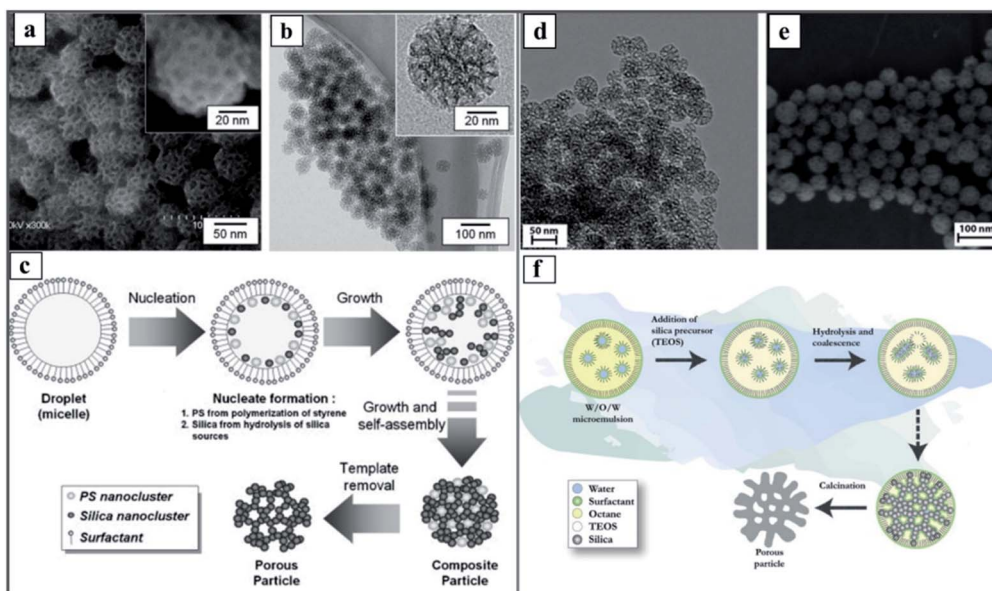 a
20 nm
0kV x300k
50 nm
b
20 nm
100 nm
d
50 nm
e
100 nm
c
Nucleation
Growth
Droplet
(micelle)
Nucleate formation :
1. PS from polymerization of styrene
2. Silica from hydrolysis of silica
sources
Growth and
self-assembly
Template
removal
PS nanocluster
Silica nanocluster
Surfactant
Porous
Particle
Composite
Particle
f
Addition of
silica precursor
(TEOS)
Hydrolysis and
coalescence
W/O/W
microemulsion
Calcination
Water
Surfactant
Octane
TEOS
Silica
Porous
particle